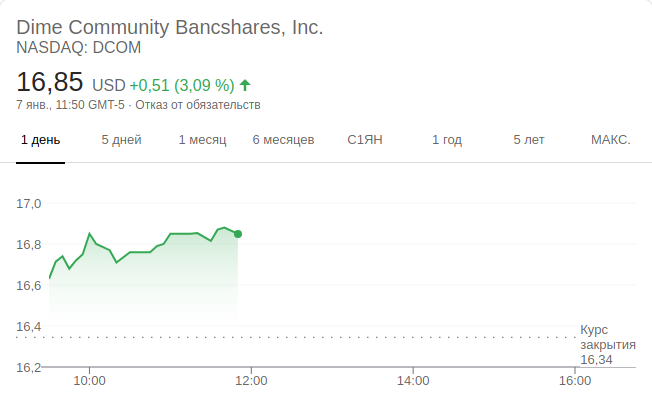 Dime Community Bancshares, Inc.
NASDAQ: DCOM
16,85 USD +0,51 (3,09 %)
7 янв., 11:50 GMT-5 · Отказ от обязательств
1 день 5 дней 1 месяц 6 месяцев С1ЯН 1 год 5 лет МАКС.
17,0
16,8
16,6
16,4
Курс
закрытия
16,34
16,2
10:00 12:00 14:00 16:00